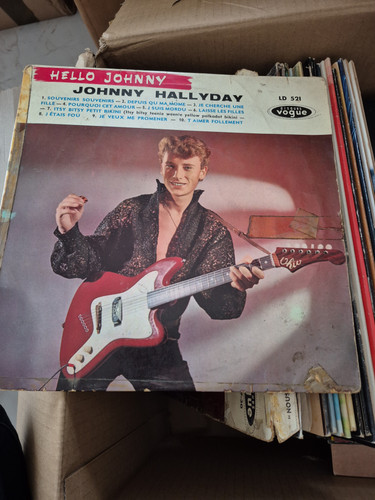 HELLO JOHNNY
JOHNNY HALLYDAY
LD 521
DISQUES
vogue
1. SOUVENIRS SOUVENIRS — 2. DEPUIS QU'MA MOME — 3. JE CHERCHE UNE
FILLE — 4. POURQUOI CET AMOUR — 5. J'SUIS MORDU — 6. LAISSE LES FILLES
7. ITSY BITSY PETIT BIKINI (Itsy bitsy teenie weenie yellow polkadot bikini) —
8. J'ÉTAIS FOU 9. JE VEUX ME PROMENER — 10. T'AIMER FOLLEMENT
Ohio